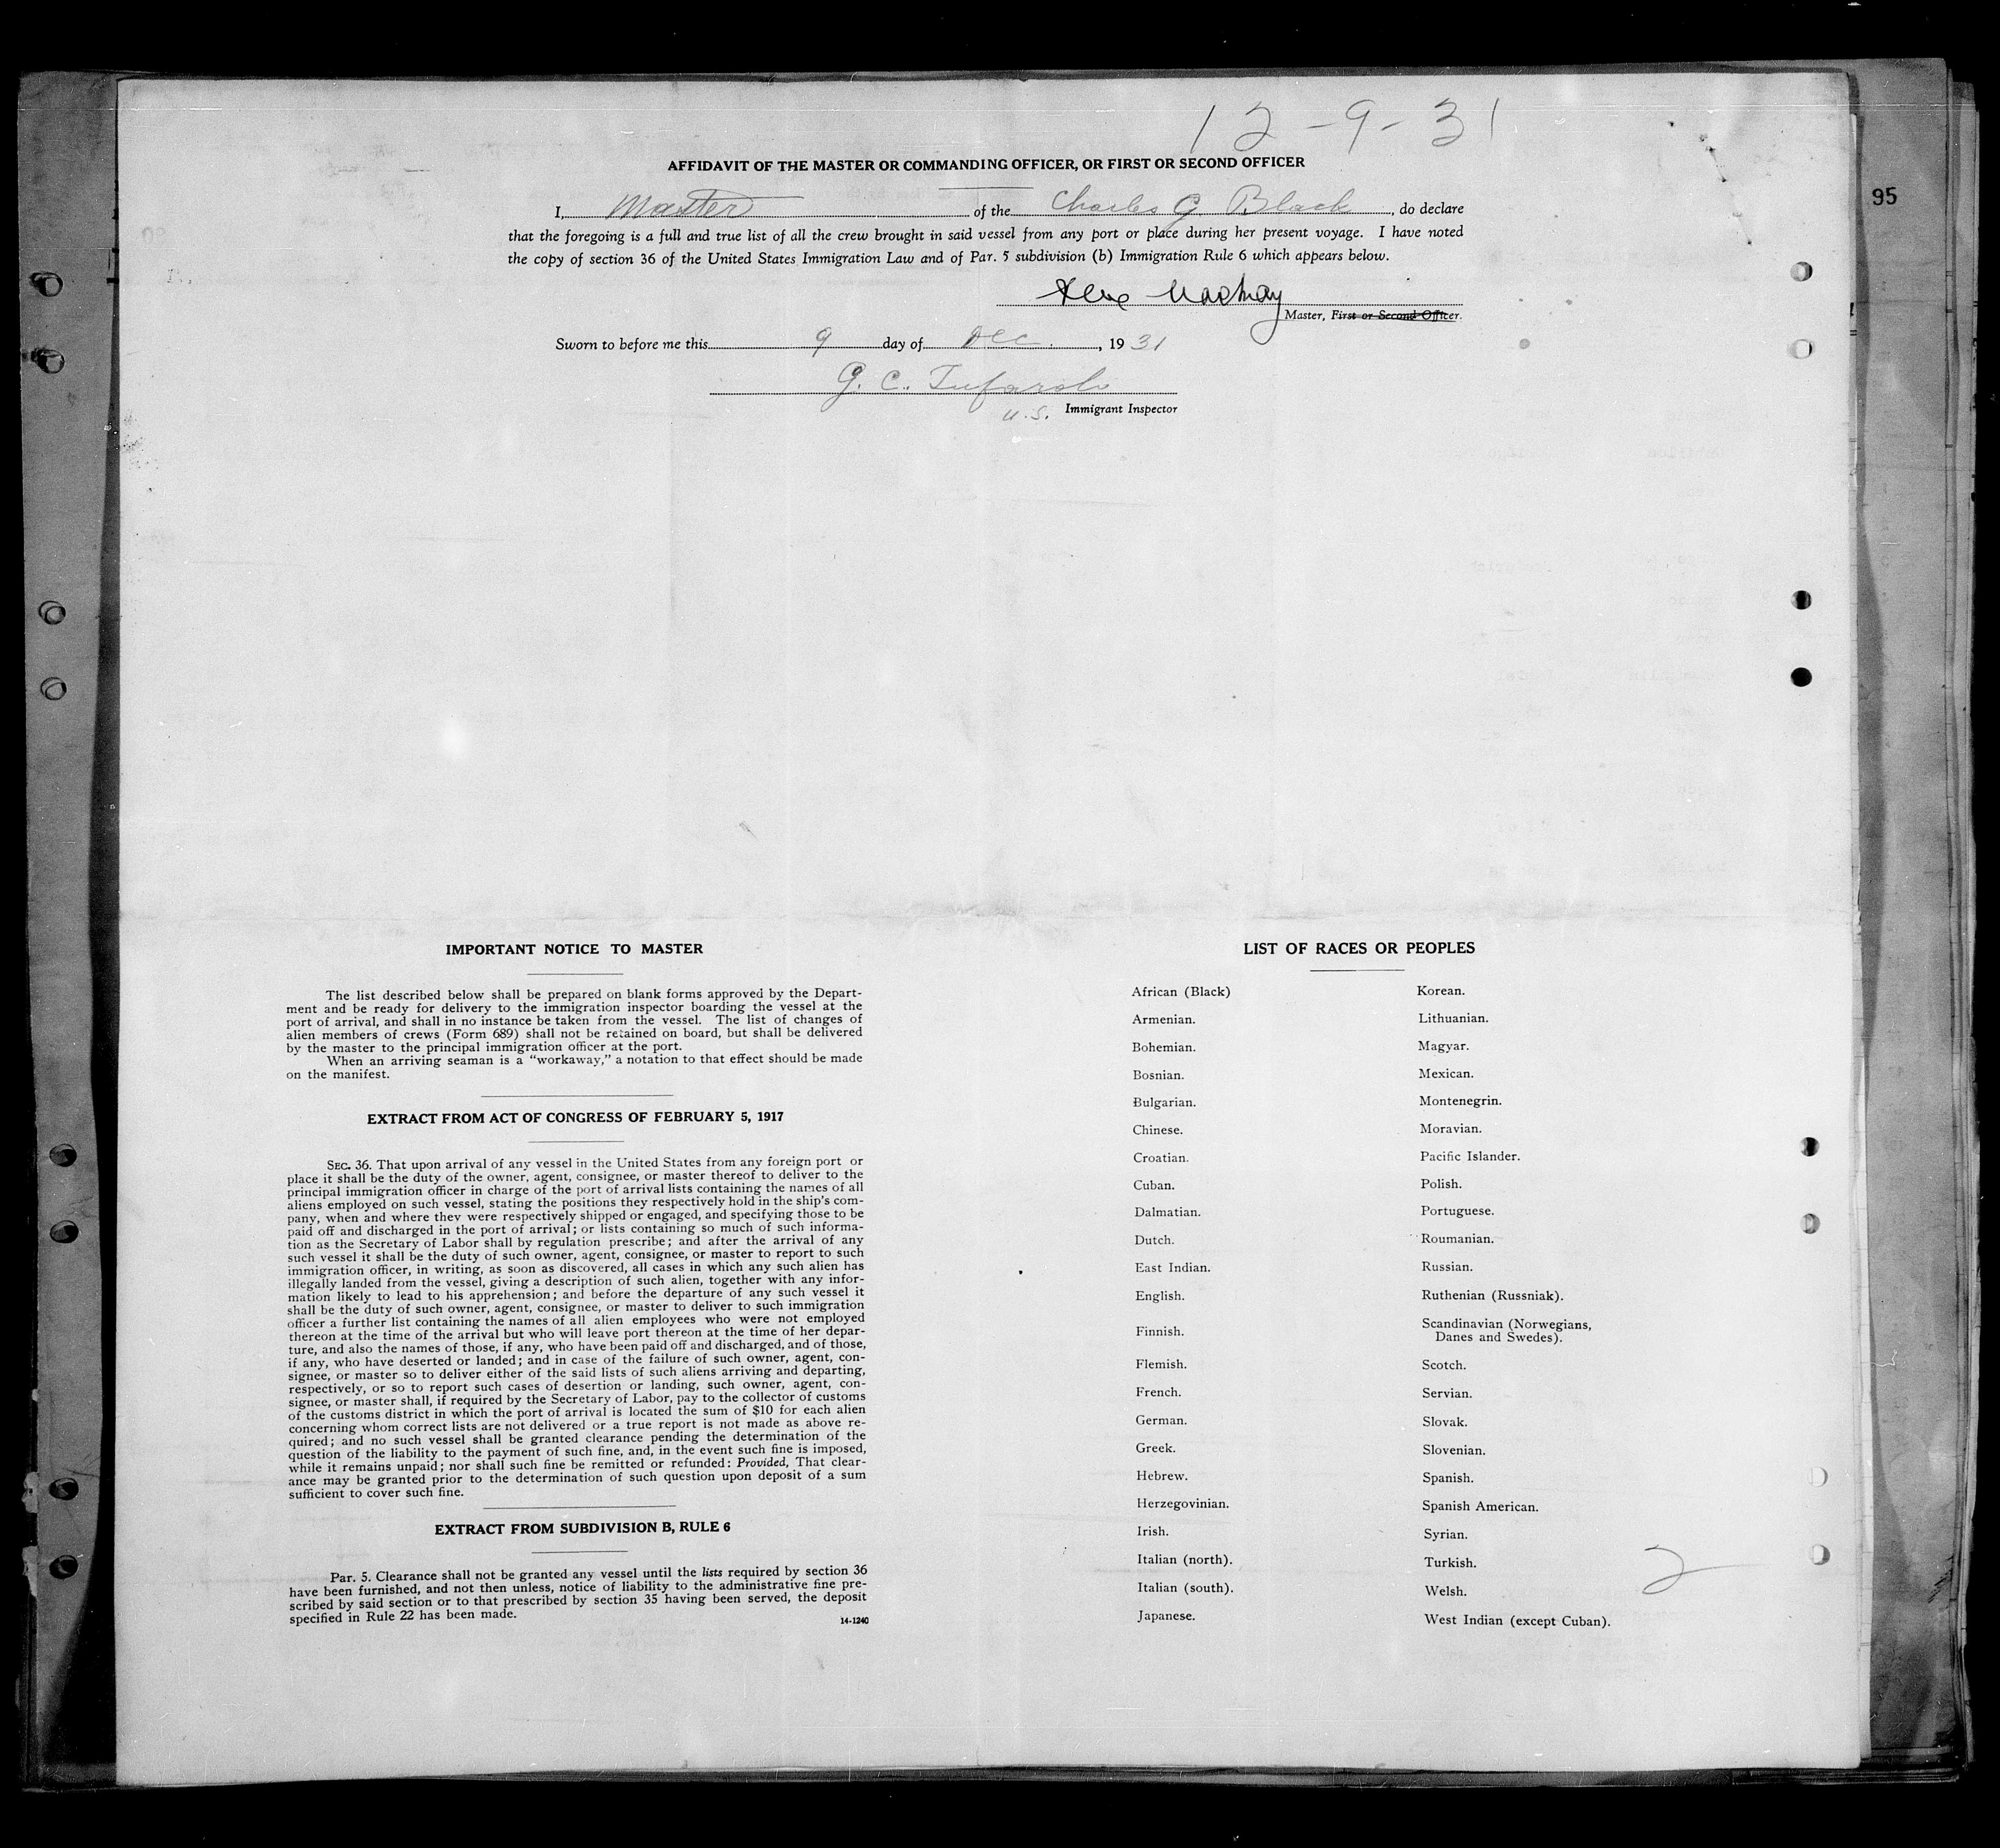 12-9-31
AFFIDAVIT OF THE MASTER OR COMMANDING OFFICER, OR FIRST OR SECOND OFFICER
95
I, Master of the Charles G. Black, do declare
that the foregoing is a full and true list of all the crew brought in said vessel from any port or place during her present voyage. I have noted
the copy of section 36 of the United States Immigration Law and of Par. 5 subdivision (b) Immigration Rule 6 which appears below.
Master, First or Second Officer.
Sworn to before me this 9 day of Dec., 1931
G. C.
U.S. Immigrant Inspector
IMPORTANT NOTICE TO MASTER
The list described below shall be prepared on blank forms approved by the Depart-
ment and be ready for delivery to the immigration inspector boarding the vessel at the
port of arrival, and shall in no instance be taken from the vessel. The list of changes of
alien members of crews (Form 689) shall not be retained on board, but shall be delivered
by the master to the principal immigration officer at the port.
When an arriving seaman is a "workaway," a notation to that effect should be made
on the manifest.
EXTRACT FROM ACT OF CONGRESS OF FEBRUARY 5, 1917
SEC. 36. That upon arrival of any vessel in the United States from any foreign port or
place it shall be the duty of the owner, agent, consignee, or master thereof to deliver to the
principal immigration officer in charge of the port of arrival lists containing the names of all
aliens employed on such vessel, stating the positions they respectively hold in the ship's com-
pany, when and where they were respectively shipped or engaged, and specifying those to be
paid off and discharged in the port of arrival; or lists containing so much of such informa-
tion as the Secretary of Labor shall by regulation prescribe; and after the arrival of any
such vessel it shall be the duty of such owner, agent, consignee, or master to report to such
immigration officer, in writing, as soon as discovered, all cases in which any such alien has
illegally landed from the vessel, giving a description of such alien, together with any infor-
mation likely to lead to his apprehension; and before the departure of any such vessel it
shall be the duty of such owner, agent, consignee, or master to deliver to such immigration
officer a further list containing the names of all alien employees who were not employed
thereon at the time of the arrival but who will leave port thereon at the time of her depar-
ture, and also the names of those, if any, who have been paid off and discharged, and of those,
if any, who have deserted or landed; and in case of the failure of such owner, agent, con-
signee, or master so to deliver either of the said lists of such aliens arriving and departing,
respectively, or so to report such cases of desertion or landing, such owner, agent, con-
signee, or master shall, if required by the Secretary of Labor, pay to the collector of customs
of the customs district in which the port of arrival is located the sum of $10 for each alien
concerning whom correct lists are not delivered or a true report is not made as above re-
quired; and no such vessel shall be granted clearance pending the determination of the
question of the liability to the payment of such fine, and, in the event such fine is imposed,
while it remains unpaid; nor shall such fine be remitted or refunded: Provided, That clear-
ance may be granted prior to the determination of such question upon deposit of a sum
sufficient to cover such fine.
EXTRACT FROM SUBDIVISION B, RULE 6
Par. 5. Clearance shall not be granted any vessel until the lists required by section 36
have been furnished, and not then unless, notice of liability to the administrative fine pre-
scribed by said section or to that prescribed by section 35 having been served, the deposit
specified in Rule 22 has been made.
14-1240
LIST OF RACES OR PEOPLES
African (Black)
Armenian.
Bohemian.
Bosnian.
Bulgarian.
Chinese.
Croatian.
Cuban.
Dalmatian.
Dutch.
East Indian.
English.
Finnish.
Flemish.
French.
German.
Greek.
Hebrew.
Herzegovinian.
Irish.
Italian (north).
Italian (south).
Japanese.
Korean.
Lithuanian.
Magyar.
Mexican.
Montenegrin.
Moravian.
Pacific Islander.
Polish.
Portuguese.
Roumanian.
Russian.
Ruthenian (Russniak).
Scandinavian (Norwegians,
Danes and Swedes).
Scotch.
Servian.
Slovak.
Slovenian.
Spanish.
Spanish American.
Syrian.
Turkish.
Welsh.
West Indian (except Cuban).
2